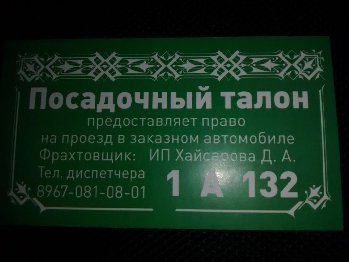 Посадочный талон
предоставляет право
на проезд в заказном автомобиле
Фрахтовщик: ИП Хайсарова Д. А.
Тел. диспетчера
8967-081-08-01 1 А 132